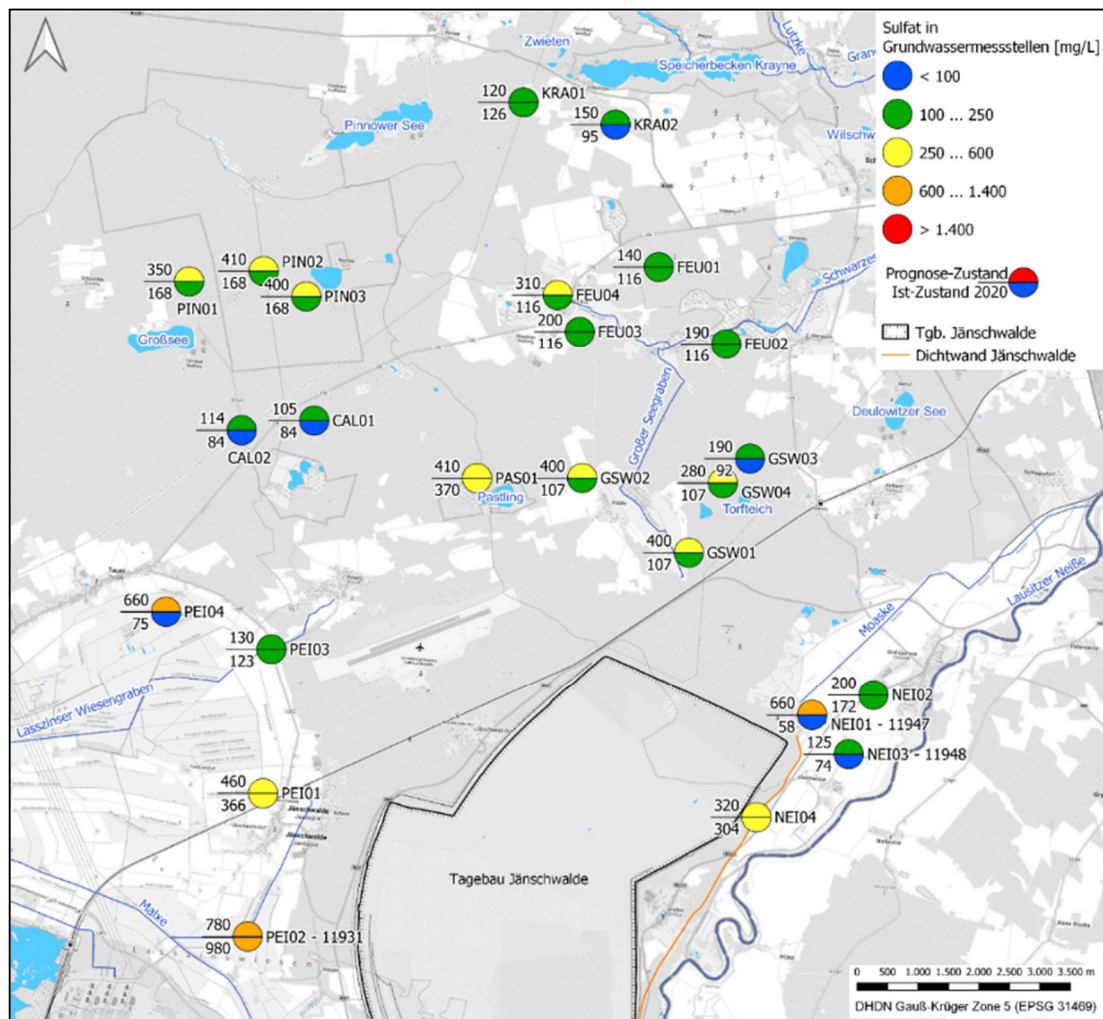 Zwieten
Lutzke
Speicherbecken Krayne
Pinnower See
120
126
KRA01
150
95
KRA02
Wilschw
350
168
PIN01
410
168
PIN02
400
168
PIN03
Großsee
140
116
FEU01
310
116
FEU04
200
116
FEU03
190
116
FEU02
Schwarzes
Großer Seegraben
Deulowitzer See
114
84
CAL02
105
84
CAL01
410
370
PAS01
Pastling
400
107
GSW02
190
92
GSW03
280
107
GSW04
Torfteich
400
107
GSW01
660
75
PEI04
130
123
PEI03
Lasszinser Wiesengraben
Moaske
Lausitzer Neiße
200
172
NEI02
660
58
NEI01 - 11947
125
74
NEI03 - 11948
320
304
NEI04
460
366
PEI01
Jänschwalde
Malxe
780
980
PEI02 - 11931
Tagebau Jänschwalde
Sulfat in
Grundwassermessstellen [mg/L]
< 100
100 ... 250
250 ... 600
600 ... 1.400
> 1.400
Prognose-Zustand
Ist-Zustand 2020
Tgb. Jänschwalde
Dichtwand Jänschwalde
0 500 1.000 1.500 2.000 2.500 3.000 3.500 m
DHDN Gauß-Krüger Zone 5 (EPSG 31469)